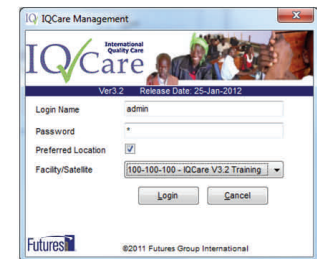 IQCare Management
IQCare
International
Quality Care
Ver3.2 Release Date: 25-Jan-2012
Login Name admin
Password *
Preferred Location
Facility/Satellite 100-100-100 - IQCare V3.2 Training
Login Cancel
Futures
©2011 Futures Group International